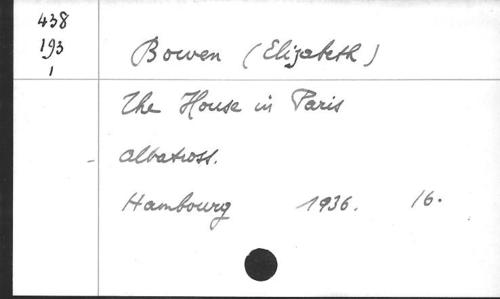 438
193
1
Bowen (Elizabeth)
The House in Paris
Albatross.
Hambourg 1936. 16.